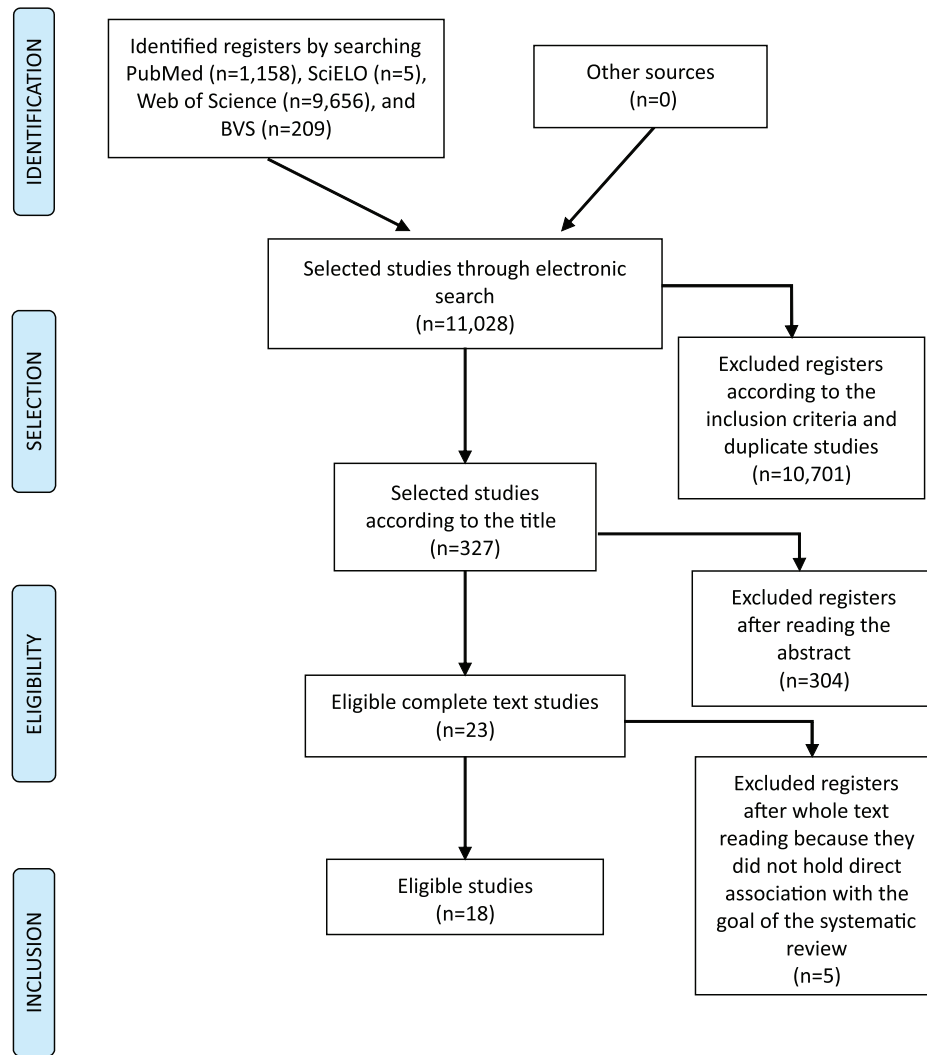 IDENTIFICATION
Identified registers by searching
PubMed (n=1,158), SciELO (n=5),
Web of Science (n=9,656), and
BVS (n=209)
Other sources
(n=0)
Selected studies through electronic
search
(n=11,028)
SELECTION
Excluded registers
according to the
inclusion criteria and
duplicate studies
(n=10,701)
Selected studies
according to the title
(n=327)
ELIGIBILITY
Excluded registers
after reading the
abstract
(n=304)
Eligible complete text studies
(n=23)
Excluded registers
after whole text
reading because they
did not hold direct
association with the
goal of the systematic
review
(n=5)
INCLUSION
Eligible studies
(n=18)